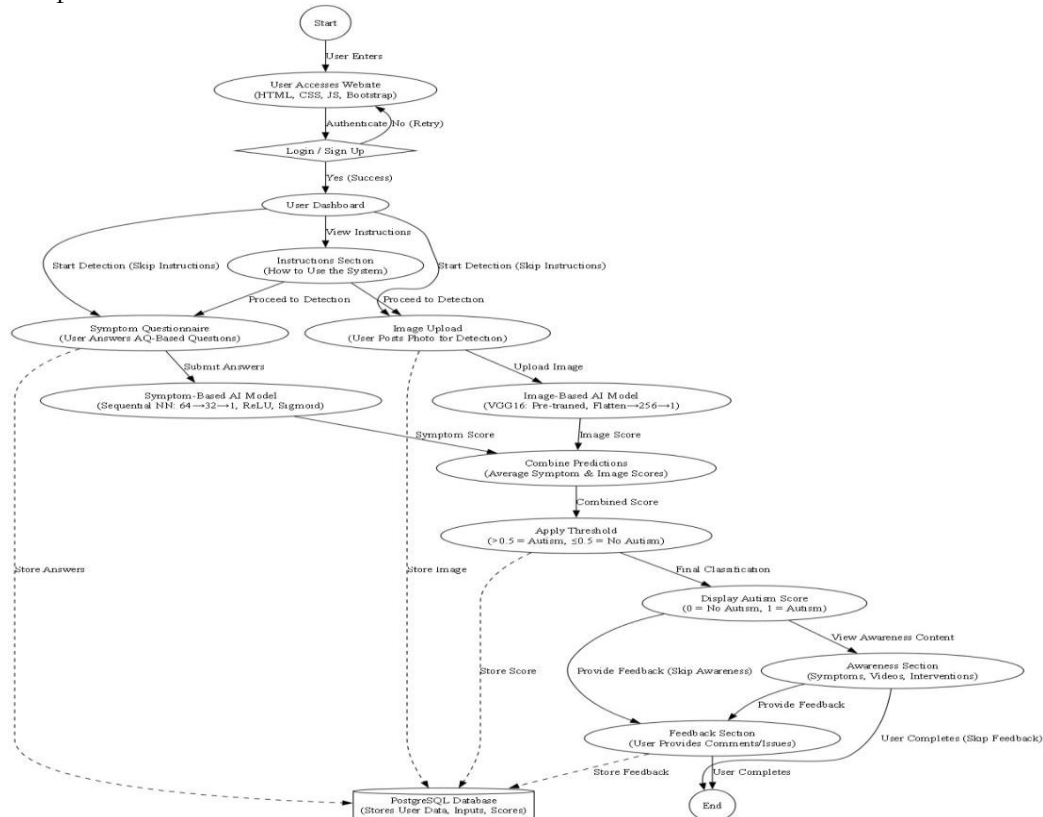 Start
User Enters
User Accesses Website
(HTML, CSS, JS, Bootstrap)
Authenticate
No (Retry)
Login / Sign Up
Yes (Success)
User Dashboard
View Instructions
Start Detection (Skip Instructions)
Instructions Section
(How to Use the System)
Start Detection (Skip Instructions)
Proceed to Detection
Proceed to Detection
Symptom Questionnaire
(User Answers AQ-Based Questions)
Image Upload
(User Posts Photo for Detection)
Submit Answers
Upload Image
Symptom-Based AI Model
(Sequential NN: 64→32→1, ReLU, Sigmoid)
Image-Based AI Model
(VGG16: Pre-trained, Flatten→256→1)
Symptom Score
Image Score
Combine Predictions
(Average Symptom & Image Scores)
Combined Score
Apply Threshold
(>0.5 = Autism, ≤0.5 = No Autism)
Store Answers
Store Image
Final Classification
Display Autism Score
(0 = No Autism, 1 = Autism)
View Awareness Content
Store Score
Provide Feedback (Skip Awareness)
Awareness Section
(Symptoms, Videos, Interventions)
Provide Feedback
Feedback Section
(User Provides Comments/Issues)
User Completes (Skip Feedback)
Store Feedback
User Completes
PostgreSQL Database
(Stores User Data, Inputs, Scores)
End